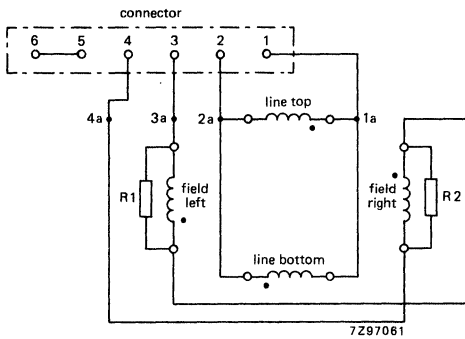 connector
6 5 4 3 2 1
line top
4a 3a 2a 1a
R1
field
left
field
right
R2
line bottom
7Z97061